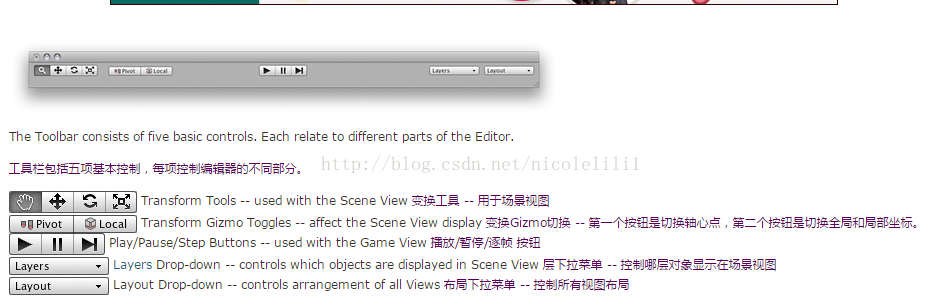 Pivot Local Layers Layout
The Toolbar consists of five basic controls. Each relate to different parts of the Editor.
工具栏包括五项基本控制，每项控制编辑器的不同部分。 http://blog.csdn.net/nicolelili1
Transform Tools -- used with the Scene View 变换工具 -- 用于场景视图
Pivot Local Transform Gizmo Toggles -- affect the Scene View display 变换Gizmo切换 -- 第一个按钮是切换轴心点，第二个按钮是切换全局和局部坐标。
Play/Pause/Step Buttons -- used with the Game View 播放/暂停/逐帧 按钮
Layers Layers Drop-down -- controls which objects are displayed in Scene View 层下拉菜单 -- 控制哪层对象显示在场景视图
Layout Layout Drop-down -- controls arrangement of all Views 布局下拉菜单 -- 控制所有视图布局